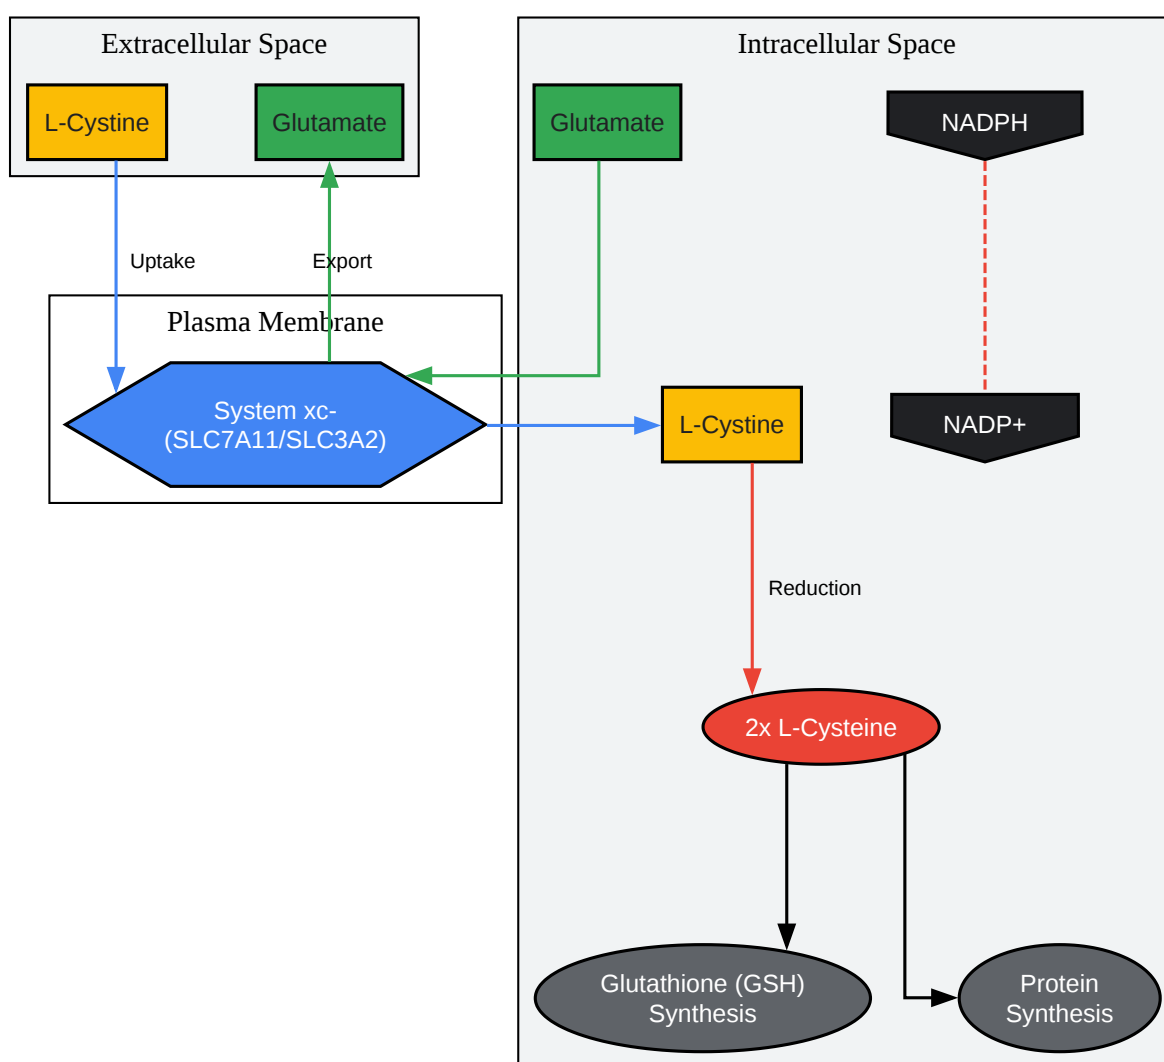 Extracellular Space
Intracellular Space
L-Cystine
Glutamate
Glutamate
NADPH
Uptake
Export
Plasma Membrane
System xc-
(SLC7A11/SLC3A2)
L-Cystine
NADP+
Reduction
2x L-Cysteine
Glutathione (GSH)
Synthesis
Protein
Synthesis